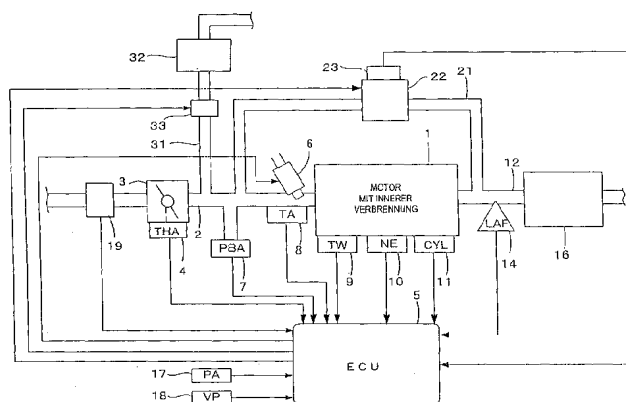 32
33
31
23
22
21
6
1
3
MOTOR
MIT INNERER
VERBRENNUNG
12
2
THA
TA
PBA
TW
NE
CYL
LAF
19
4
7
8
9
10
11
14
16
5
ECU
17
PA
18
VP